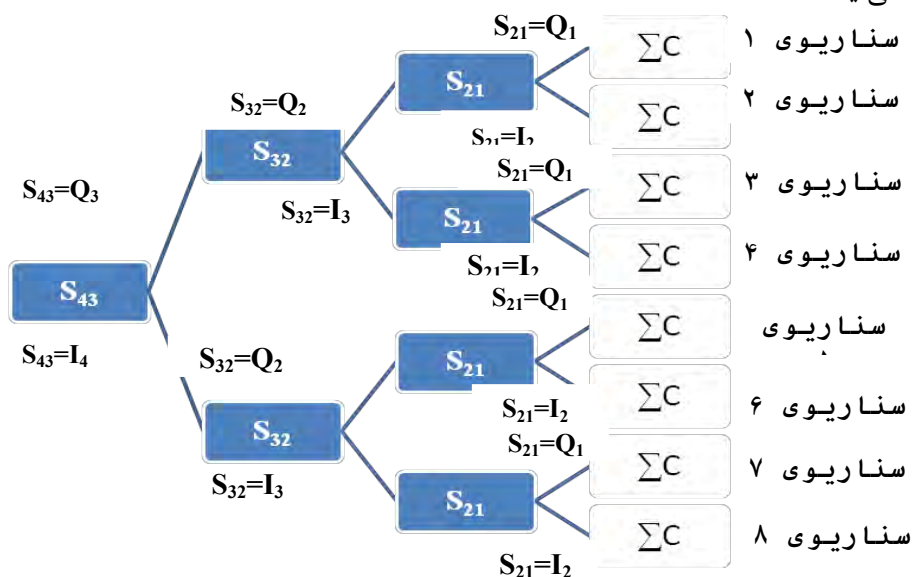 S21=Q1
∑C
سناریوی ۱
S21
S32=Q2
∑C
سناریوی ۲
S21=I2
S32
S21=Q1
S43=Q3
∑C
سناریوی ۳
S32=I3
S21
∑C
سناریوی ۴
S21=I2
S43
S21=Q1
∑C
سناریوی
S43=I4
S32=Q2
S21
∑C
سناریوی ۶
S21=I2
S32
S21=Q1
∑C
سناریوی ۷
S32=I3
S21
∑C
سناریوی ۸
S21=I2